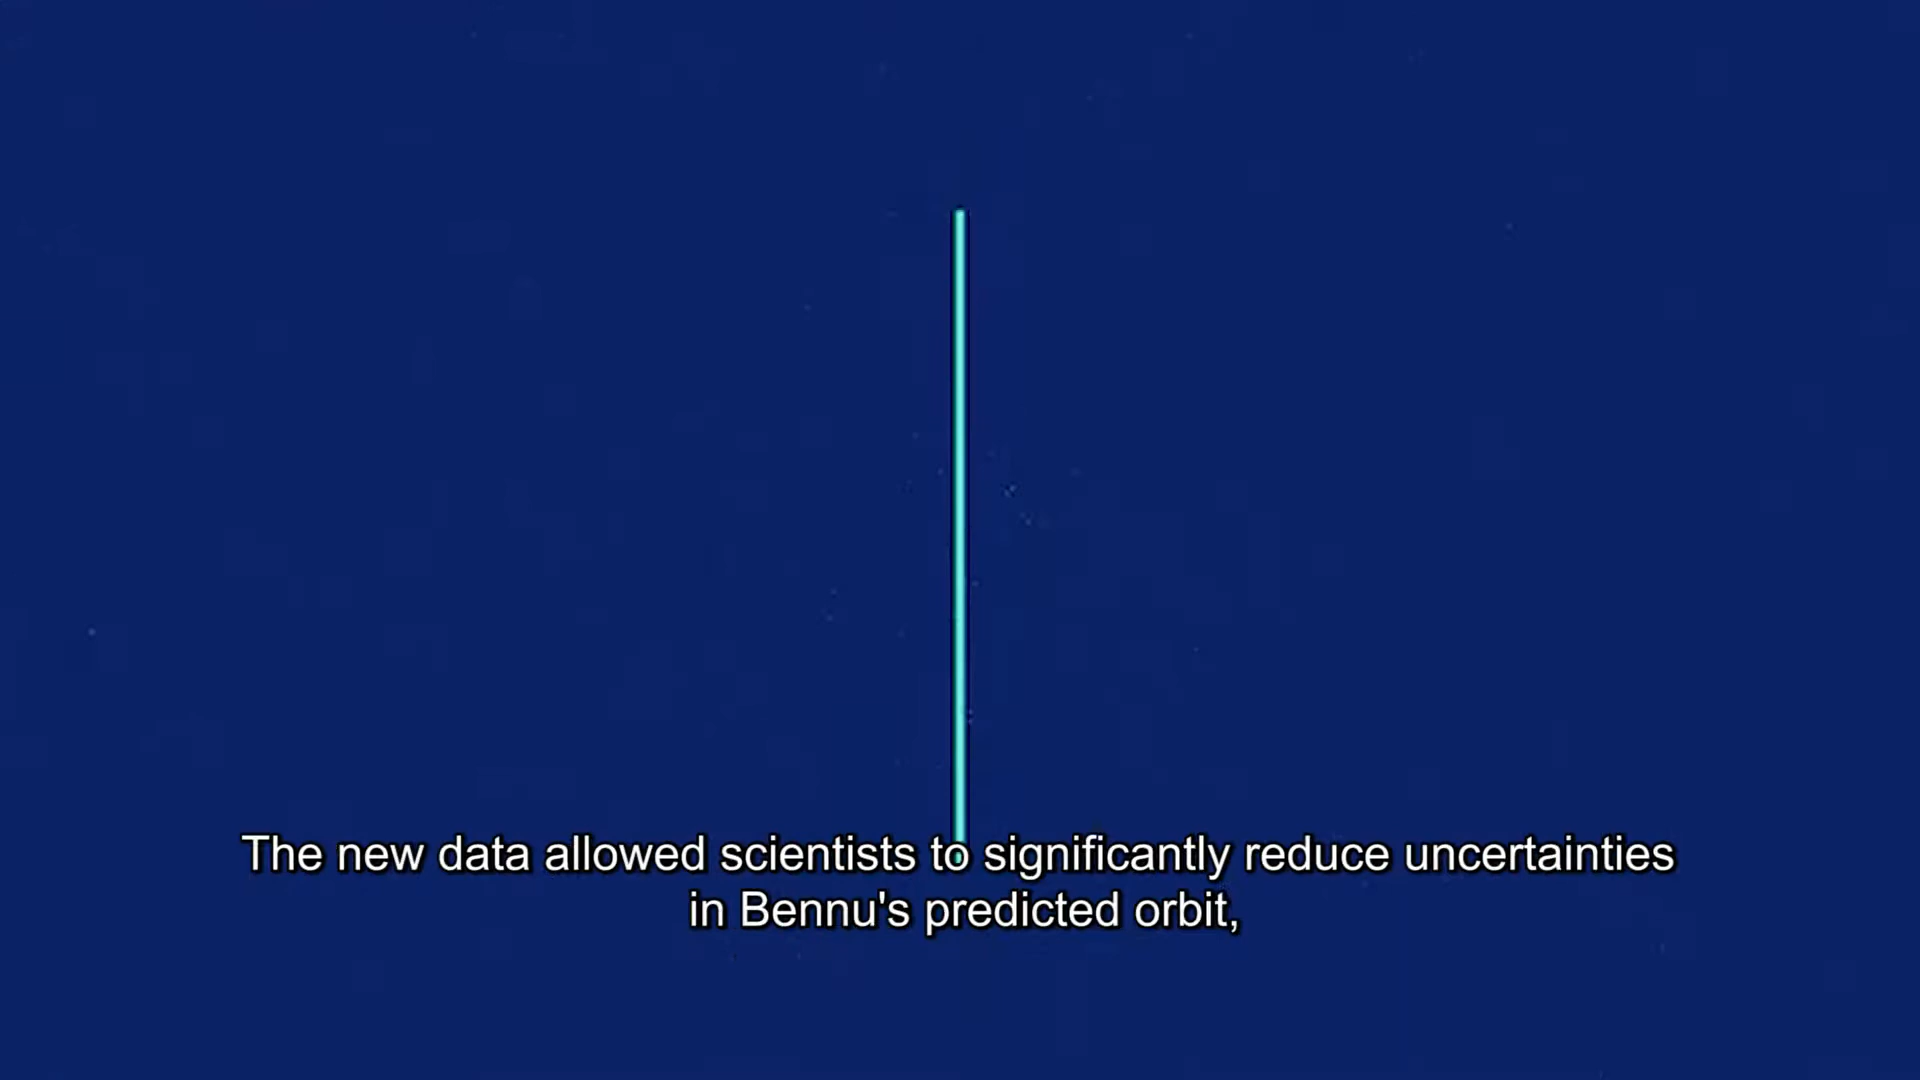 The new data allowed scientists to significantly reduce uncertainties
in Bennu's predicted orbit,